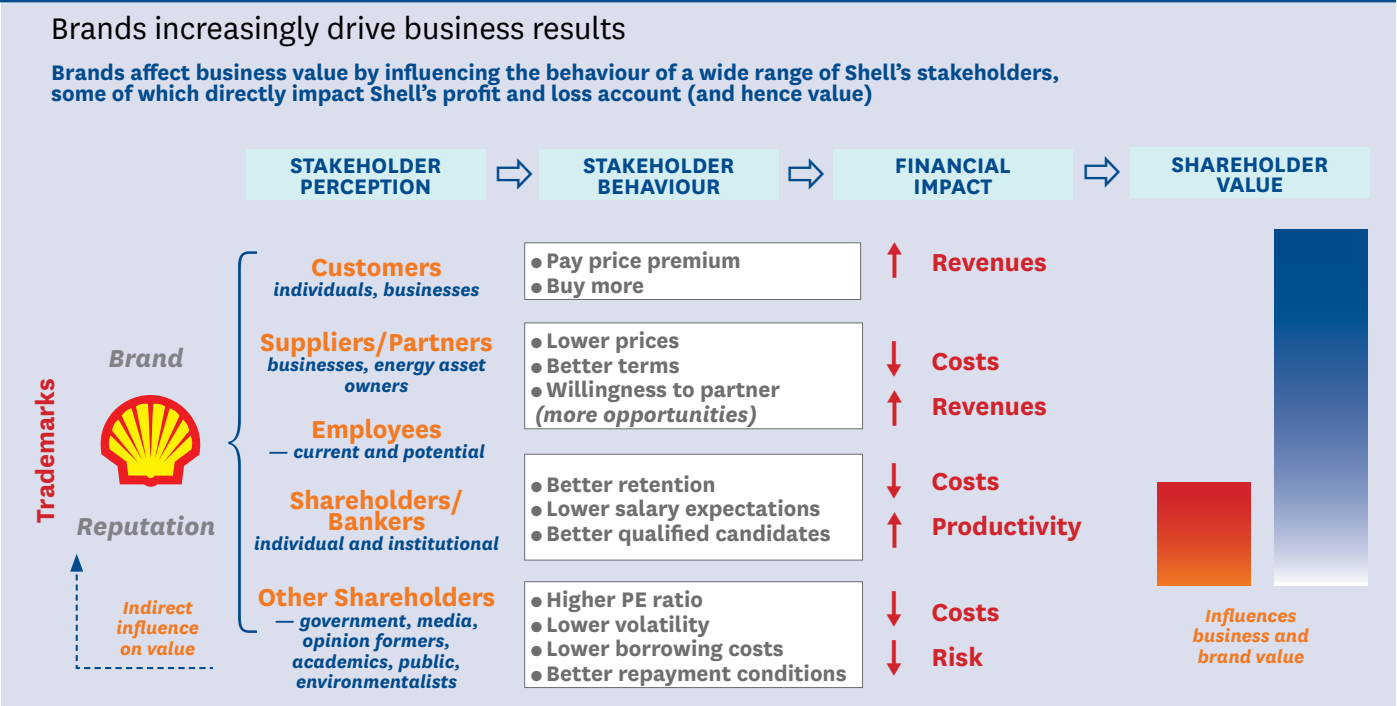 Brands increasingly drive business results
Brands affect business value by influencing the behaviour of a wide range of Shell's stakeholders,
some of which directly impact Shell's profit and loss account (and hence value)
STAKEHOLDER
PERCEPTION
STAKEHOLDER
BEHAVIOUR
FINANCIAL
IMPACT
SHAREHOLDER
VALUE
Trademarks
Brand
Reputation
Indirect
influence
on value
Customers
individuals, businesses
Suppliers/Partners
businesses, energy asset
owners
Employees
— current and potential
Shareholders/
Bankers
individual and institutional
Other Shareholders
— government, media,
opinion formers,
academics, public,
environmentalists
• Pay price premium
• Buy more
• Lower prices
• Better terms
• Willingness to partner
(more opportunities)
• Better retention
• Lower salary expectations
• Better qualified candidates
• Higher PE ratio
• Lower volatility
• Lower borrowing costs
• Better repayment conditions
Revenues
Costs
Revenues
Costs
Productivity
Costs
Risk
Influences
business and
brand value